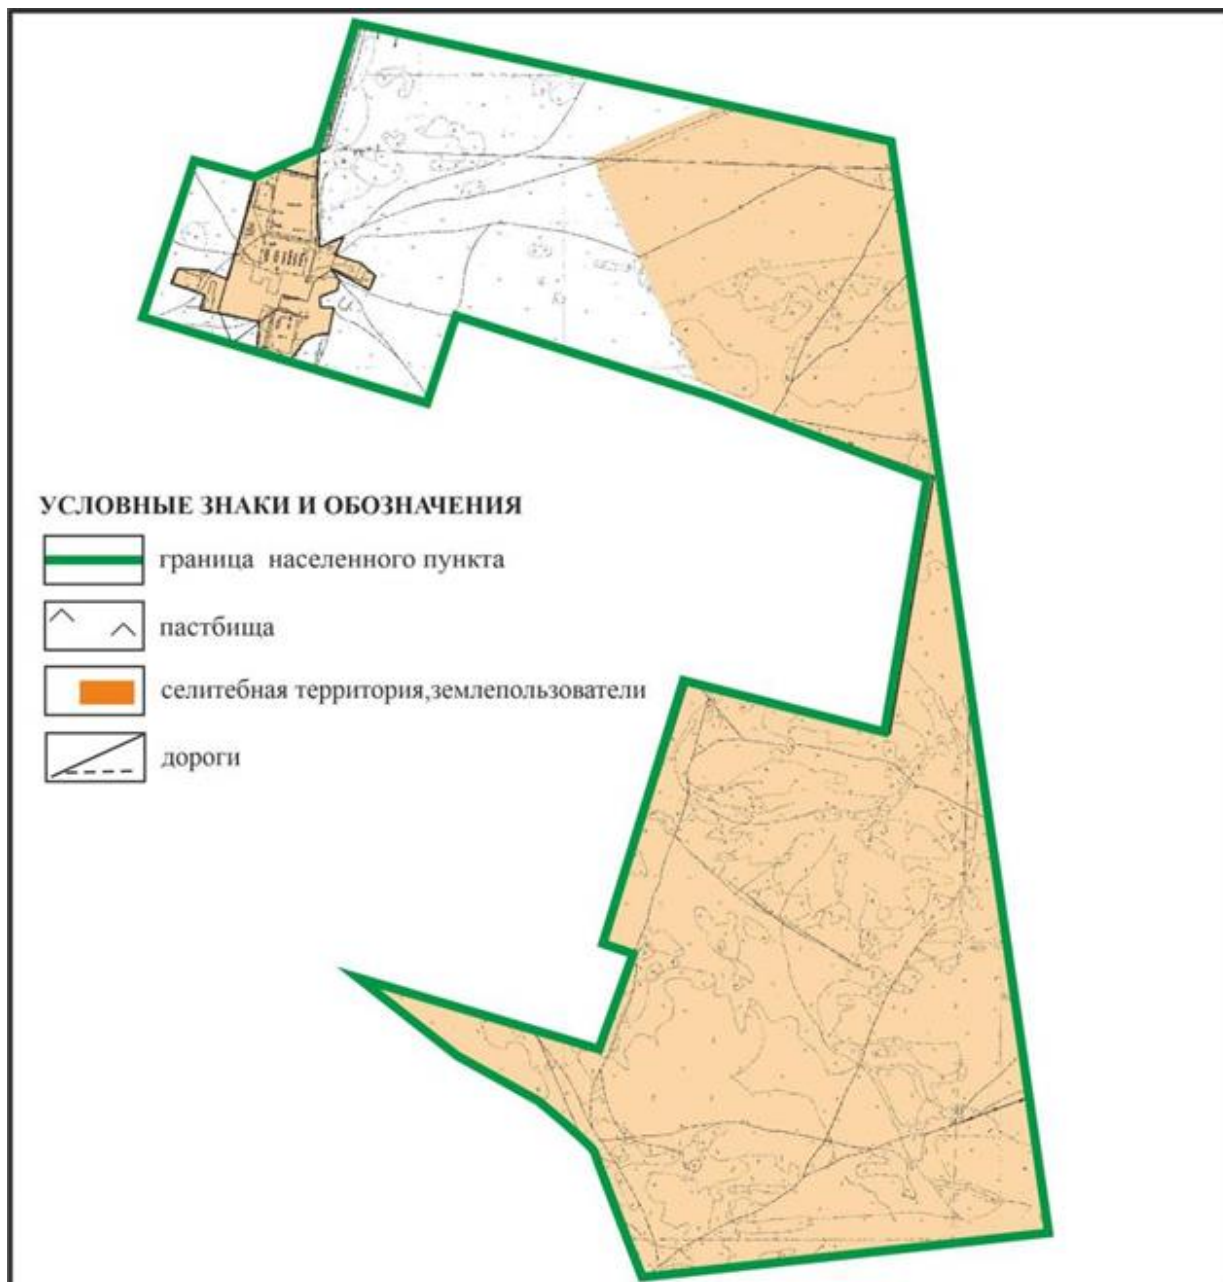 УСЛОВНЫЕ ЗНАКИ И ОБОЗНАЧЕНИЯ
граница населенного пункта
пастбища
селитебная территория,землепользователи
дороги